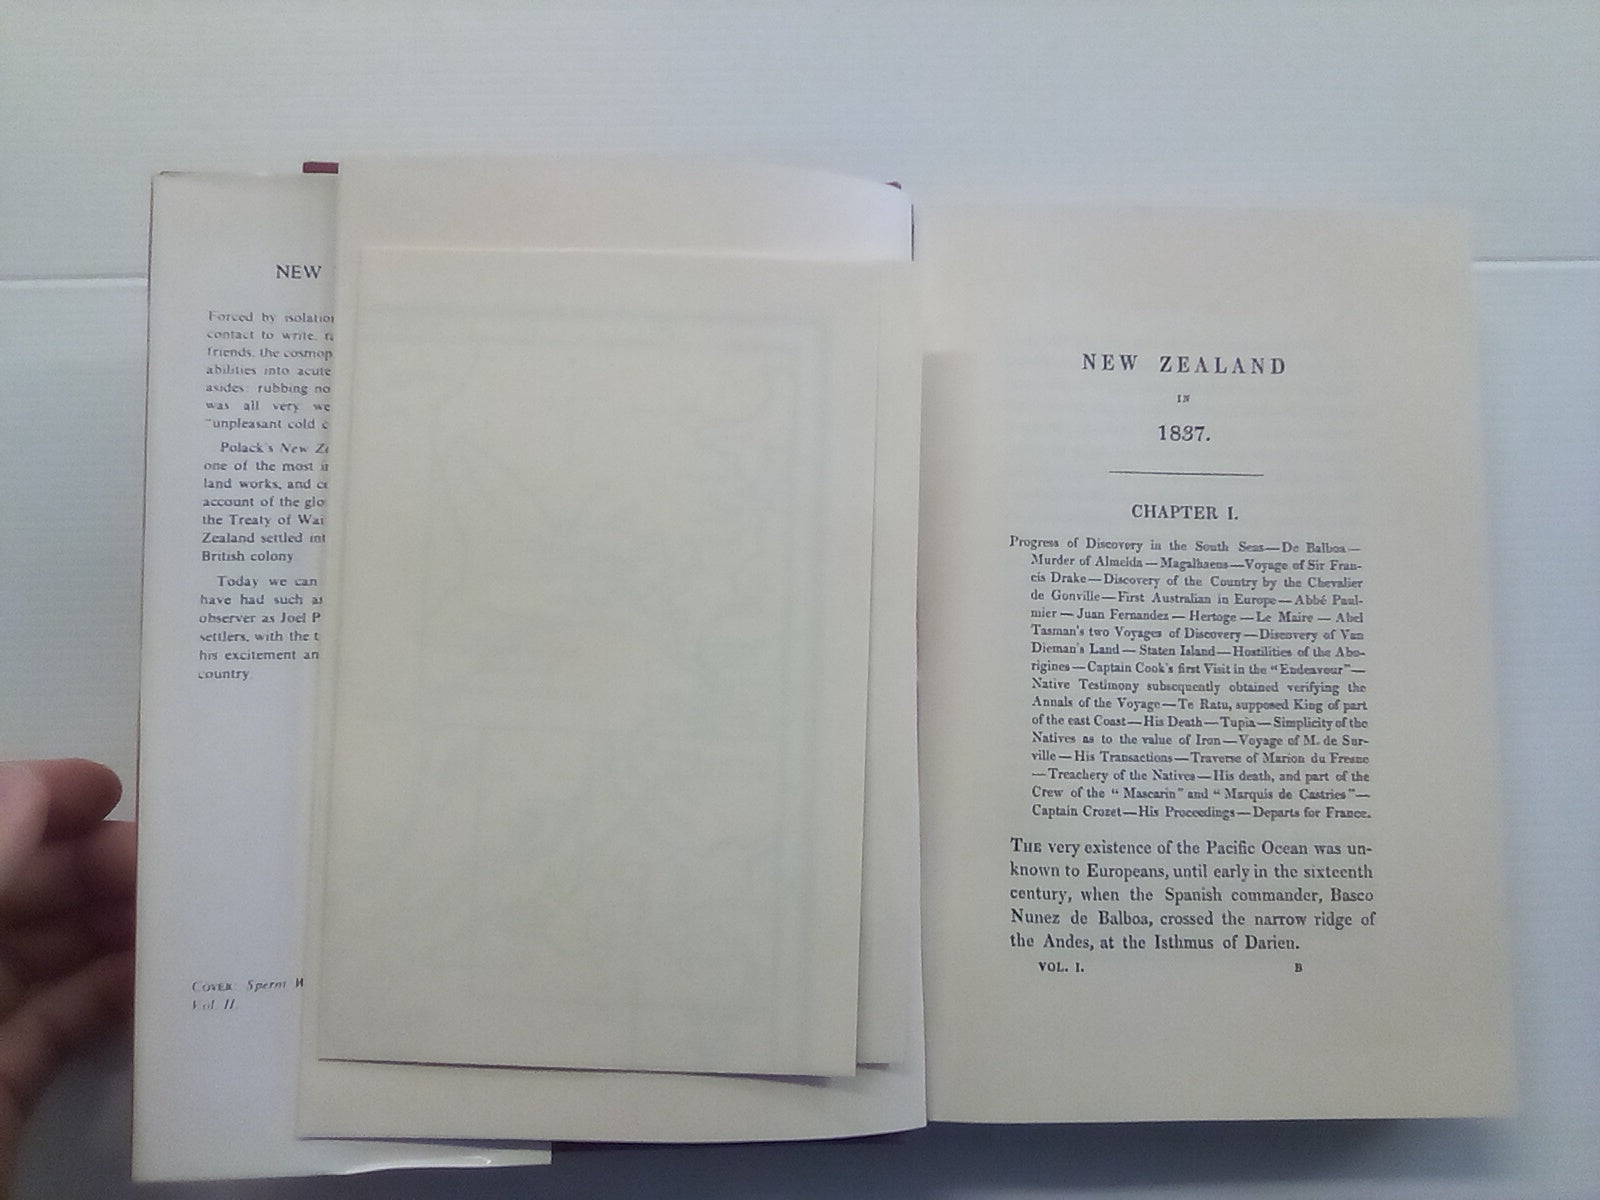 NEW
Forced by isolation
contact to write,
friends, the cosmop
abilities into acute
asides: rubbing no
was all very we
"unpleasant cold c
Polack's New Ze
one of the most i
land works, and ce
account of the glo
the Treaty of Wai
Zealand settled int
British colony
Today we can
have had such a
observer as Joel P
settlers, with the t
his excitement an
country
COVER: Sperm W
Vol. II.
NEW ZEALAND
IN
1837.
CHAPTER I.
Progress of Discovery in the South Seas—De Balboa—
Murder of Almeida—Magalhaens—Voyage of Sir Fran-
cis Drake—Discovery of the Country by the Chevalier
de Gonville—First Australian in Europe—Abbé Paul-
mier—Juan Fernandez—Hertoge—Le Maire—Abel
Tasman's two Voyages of Discovery—Discovery of Van
Dieman's Land—Staten Island—Hostilities of the Abo-
rigines—Captain Cook's first Visit in the "Endeavour"—
Native Testimony subsequently obtained verifying the
Annals of the Voyage—Te Ratu, supposed King of part
of the east Coast—His Death—Tupia—Simplicity of the
Natives as to the value of Iron—Voyage of M. de Sur-
ville—His Transactions—Traverse of Marion du Fresne
—Treachery of the Natives—His death, and part of the
Crew of the "Mascarin" and "Marquis de Castries"—
Captain Crozet—His Proceedings—Departs for France.
THE very existence of the Pacific Ocean was un-
known to Europeans, until early in the sixteenth
century, when the Spanish commander, Basco
Nunez de Balboa, crossed the narrow ridge of
the Andes, at the Isthmus of Darien.
VOL. I. B